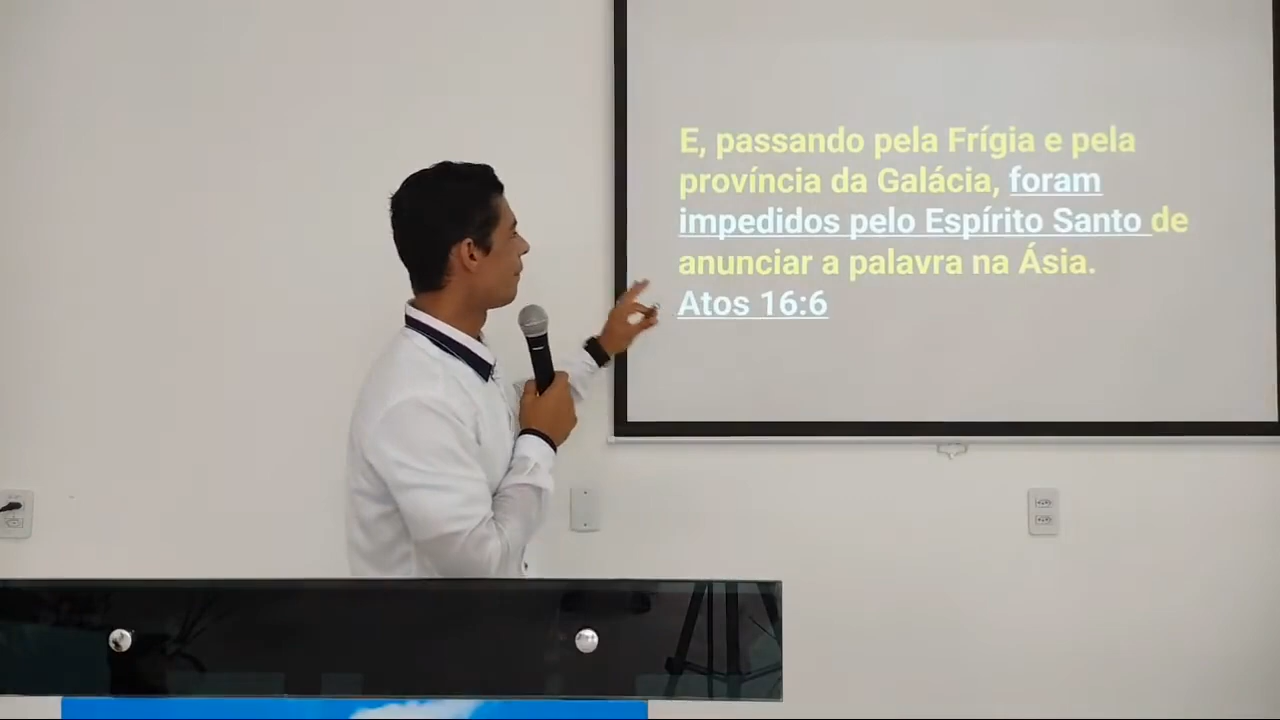 E, passando pela Frígia e pela
província da Galácia, foram
impedidos pelo Espírito Santo de
anunciar a palavra na Ásia.
Atos 16:6